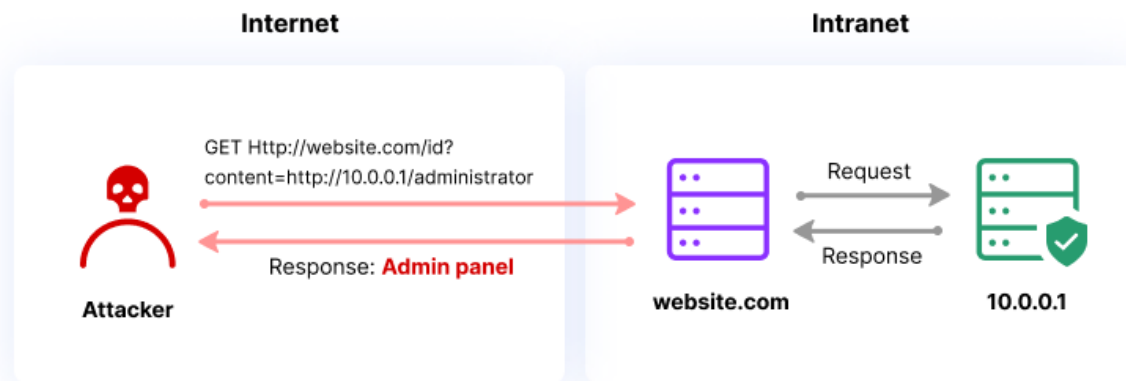 Internet
Intranet
GET Http://website.com/id?
content=http://10.0.0.1/administrator
Response: Admin panel
Attacker
Request
Response
website.com
10.0.0.1